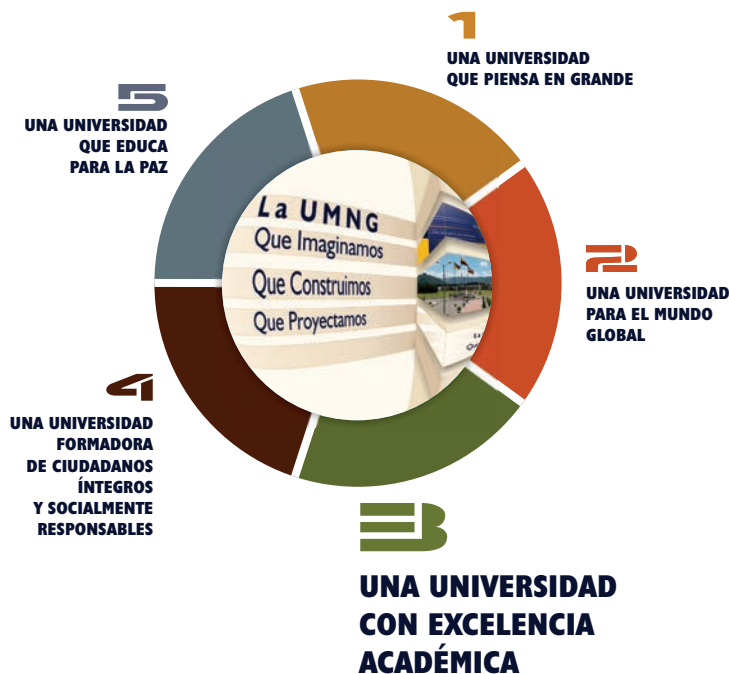 1
UNA UNIVERSIDAD
QUE PIENSA EN GRANDE
2
UNA UNIVERSIDAD
PARA EL MUNDO
GLOBAL
3
UNA UNIVERSIDAD
CON EXCELENCIA
ACADÉMICA
4
UNA UNIVERSIDAD
FORMADORA
DE CIUDADANOS
ÍNTEGROS
Y SOCIALMENTE
RESPONSABLES
5
UNA UNIVERSIDAD
QUE EDUCA
PARA LA PAZ
La UMNG
Que Imaginamos
Que Construimos
Que Proyectamos